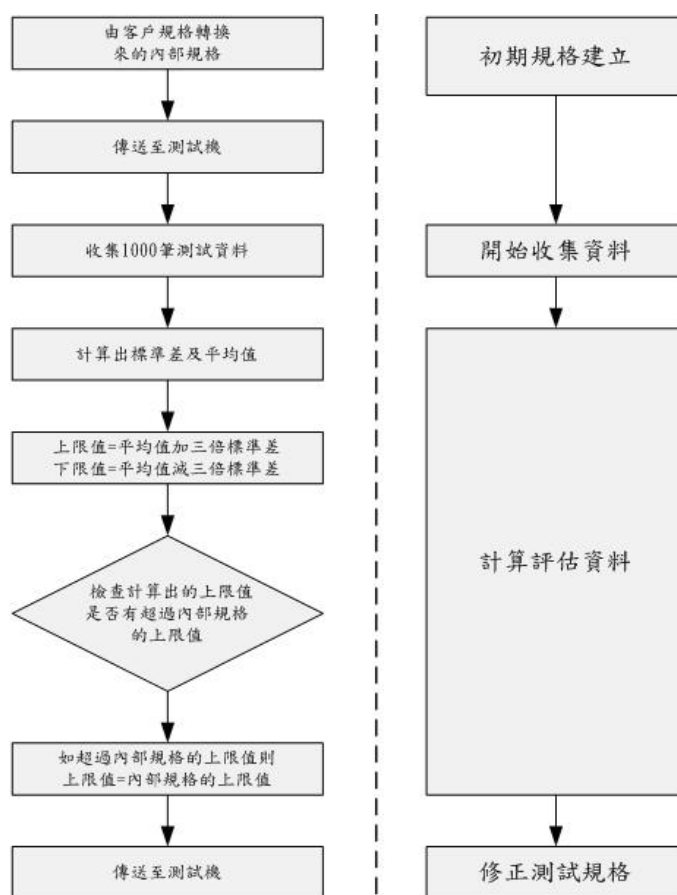 由客戶規格轉換
來的內部規格
傳送至測試機
收集1000筆測試資料
計算出標準差及平均值
上限值=平均值加三倍標準差
下限值=平均值減三倍標準差
檢查計算出的上限值
是否有超過內部規格
的上限值
如超過內部規格的上限值則
上限值=內部規格的上限值
傳送至測試機
初期規格建立
開始收集資料
計算評估資料
修正測試規格